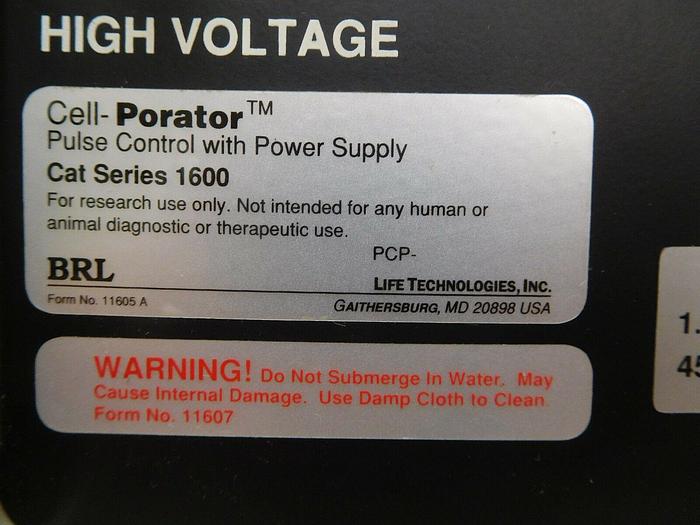 HIGH VOLTAGE
Cell-Porator™
Pulse Control with Power Supply
Cat Series 1600
For research use only. Not intended for any human or
animal diagnostic or therapeutic use.
PCP-
BRL
LIFE TECHNOLOGIES, INC.
Form No. 11605 A
GAITHERSBURG, MD 20898 USA
WARNING! Do Not Submerge In Water. May
Cause Internal Damage. Use Damp Cloth to Clean.
Form No. 11607
1.
45